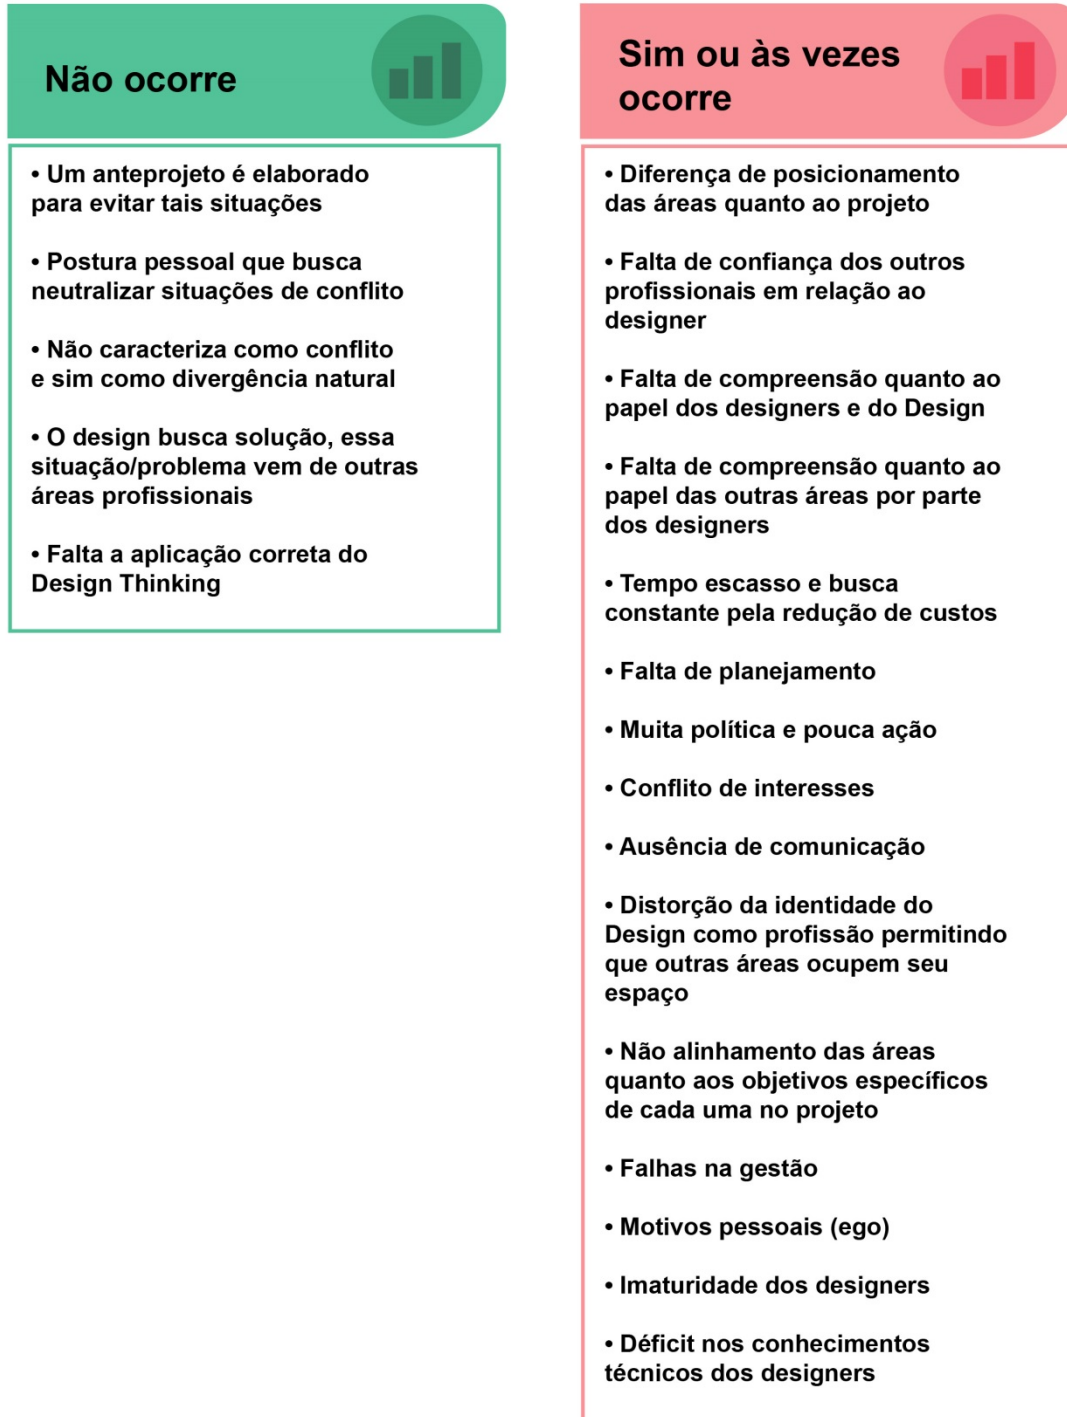 Não ocorre
• Um anteprojeto é elaborado
para evitar tais situações
• Postura pessoal que busca
neutralizar situações de conflito
• Não caracteriza como conflito
e sim como divergência natural
• O design busca solução, essa
situação/problema vem de outras
áreas profissionais
• Falta a aplicação correta do
Design Thinking
Sim ou às vezes
ocorre
• Diferença de posicionamento
das áreas quanto ao projeto
• Falta de confiança dos outros
profissionais em relação ao
designer
• Falta de compreensão quanto ao
papel dos designers e do Design
• Falta de compreensão quanto ao
papel das outras áreas por parte
dos designers
• Tempo escasso e busca
constante pela redução de custos
• Falta de planejamento
• Muita política e pouca ação
• Conflito de interesses
• Ausência de comunicação
• Distorção da identidade do
Design como profissão permitindo
que outras áreas ocupem seu
espaço
• Não alinhamento das áreas
quanto aos objetivos específicos
de cada uma no projeto
• Falhas na gestão
• Motivos pessoais (ego)
• Imaturidade dos designers
• Déficit nos conhecimentos
técnicos dos designers